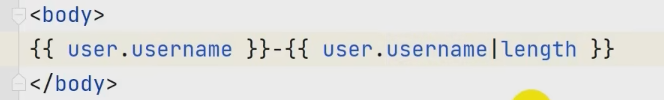 <body>
{{ user.username }}-{{ user.username|length }}
</body>